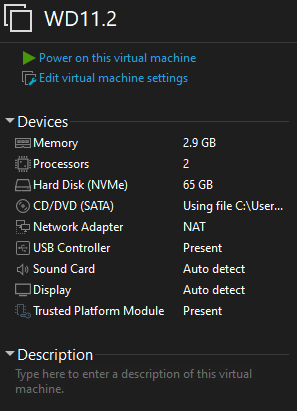 WD11.2
Power on this virtual machine
Edit virtual machine settings
Devices
Memory 2.9 GB
Processors 2
Hard Disk (NVMe) 65 GB
CD/DVD (SATA) Using file C:\User...
Network Adapter NAT
USB Controller Present
Sound Card Auto detect
Display Auto detect
Trusted Platform Module Present
Description
Type here to enter a description of this virtual
machine.